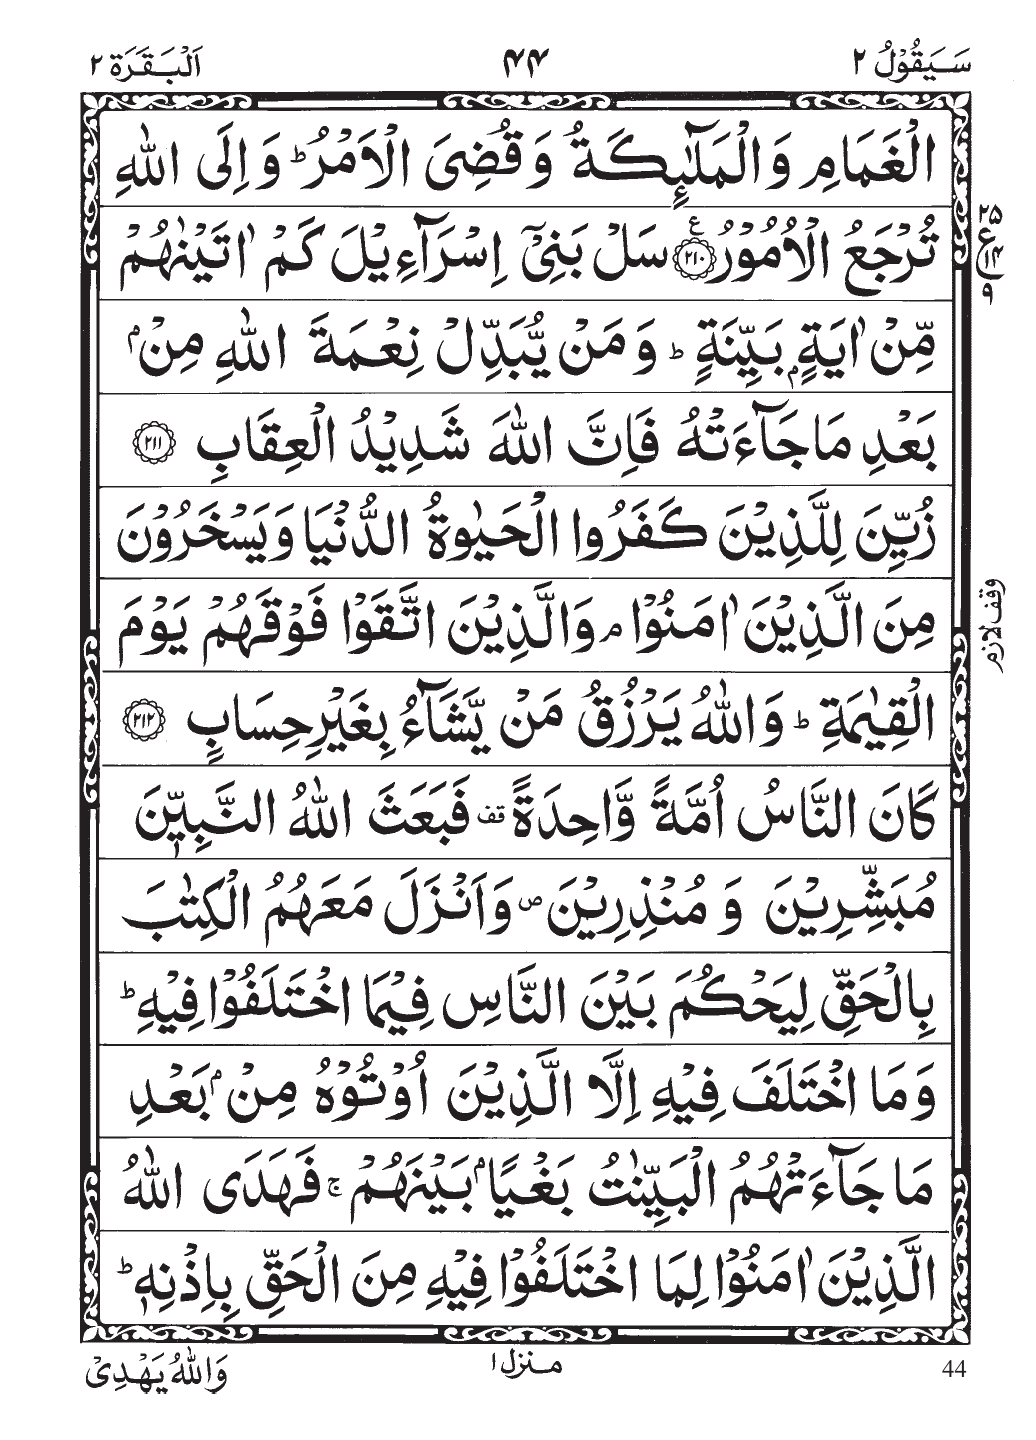 سَيَقُوْلُ ٢
٤٤
اَلْبَقَرَة ٢
الْغَمَامِ وَالْمَلٰٓئِكَةُ وَقُضِىَ الْاَمْرُ ؕ وَاِلَى اللّٰهِ
تُرْجَعُ الْاُمُوْرُ ﴿٢١٠﴾ ع سَلْ بَنِىْٓ اِسْرَآءِيْلَ كَمْ اٰتَيْنٰهُمْ
٢٥
ع
١٤
٩
مِّنْ اٰيَةٍۭ بَيِّنَةٍ ؕ وَمَنْ يُّبَدِّلْ نِعْمَةَ اللّٰهِ مِنْۢ
بَعْدِ مَا جَآءَتْهُ فَاِنَّ اللّٰهَ شَدِيْدُ الْعِقَابِ ﴿٢١١﴾
زُيِّنَ لِلَّذِيْنَ كَفَرُوا الْحَيٰوةُ الدُّنْيَا وَيَسْخَرُوْنَ
مِنَ الَّذِيْنَ اٰمَنُوْا ۘ وَالَّذِيْنَ اتَّقَوْا فَوْقَهُمْ يَوْمَ
وقف لازم
الْقِيٰمَةِ ؕ وَاللّٰهُ يَرْزُقُ مَنْ يَّشَآءُ بِغَيْرِ حِسَابٍ ﴿٢١٢﴾
كَانَ النَّاسُ اُمَّةً وَّاحِدَةً قف فَبَعَثَ اللّٰهُ النَّبِيّٖنَ
مُبَشِّرِيْنَ وَمُنْذِرِيْنَ ص وَاَنْزَلَ مَعَهُمُ الْكِتٰبَ
بِالْحَقِّ لِيَحْكُمَ بَيْنَ النَّاسِ فِيْمَا اخْتَلَفُوْا فِيْهِ ؕ
وَمَا اخْتَلَفَ فِيْهِ اِلَّا الَّذِيْنَ اُوْتُوْهُ مِنْۢ بَعْدِ
مَا جَآءَتْهُمُ الْبَيِّنٰتُ بَغْيًۢا بَيْنَهُمْ ۚ فَهَدَى اللّٰهُ
الَّذِيْنَ اٰمَنُوْا لِمَا اخْتَلَفُوْا فِيْهِ مِنَ الْحَقِّ بِاِذْنِهٖ ؕ
44
منزل ١
وَاللّٰهُ يَهْدِىْ